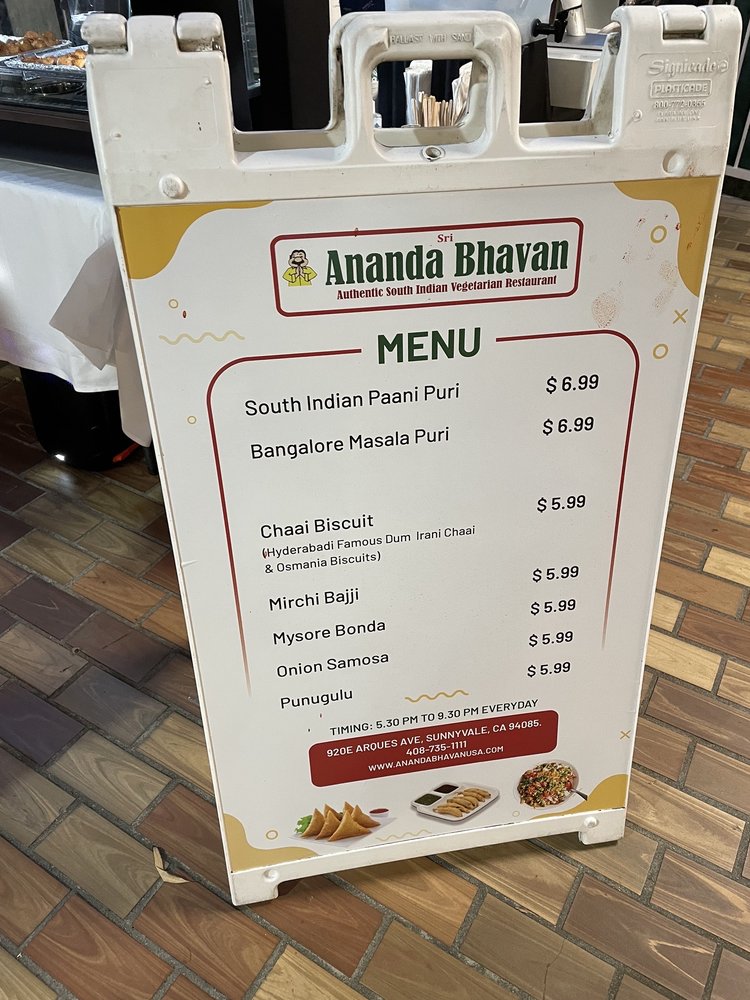 BALLAST WITH SAND
Signicade
PLASTICADE
800-772-0355
Sri
Ananda Bhavan
Authentic South Indian Vegetarian Restaurant
MENU
South Indian Paani Puri $ 6.99
Bangalore Masala Puri $ 6.99
Chaai Biscuit $ 5.99
(Hyderabadi Famous Dum Irani Chaai
& Osmania Biscuits)
Mirchi Bajji $ 5.99
Mysore Bonda $ 5.99
Onion Samosa $ 5.99
Punugulu $ 5.99
TIMING: 5.30 PM TO 9.30 PM EVERYDAY
920E ARQUES AVE, SUNNYVALE, CA 94085.
408-735-1111
WWW.ANANDABHAVANUSA.COM